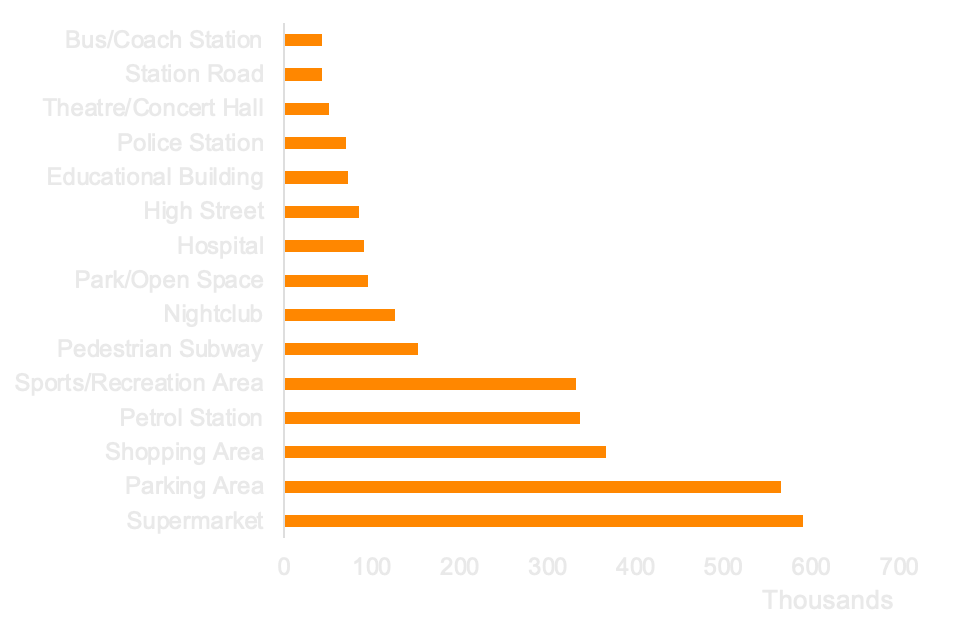 Bus/Coach Station
Station Road
Theatre/Concert Hall
Police Station
Educational Building
High Street
Hospital
Park/Open Space
Nightclub
Pedestrian Subway
Sports/Recreation Area
Petrol Station
Shopping Area
Parking Area
Supermarket
0 100 200 300 400 500 600 700
Thousands